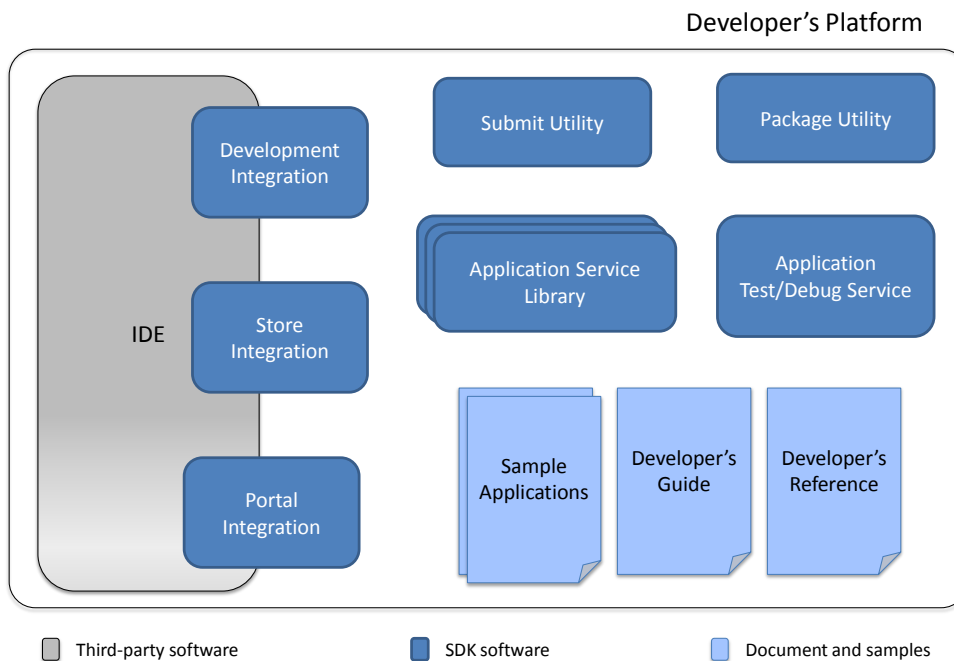 Developer’s Platform
IDE
Development
Integration
Store
Integration
Portal
Integration
Submit Utility
Package Utility
Application Service
Library
Application
Test/Debug Service
Sample
Applications
Developer’s
Guide
Developer’s
Reference
Third-party software
SDK software
Document and samples